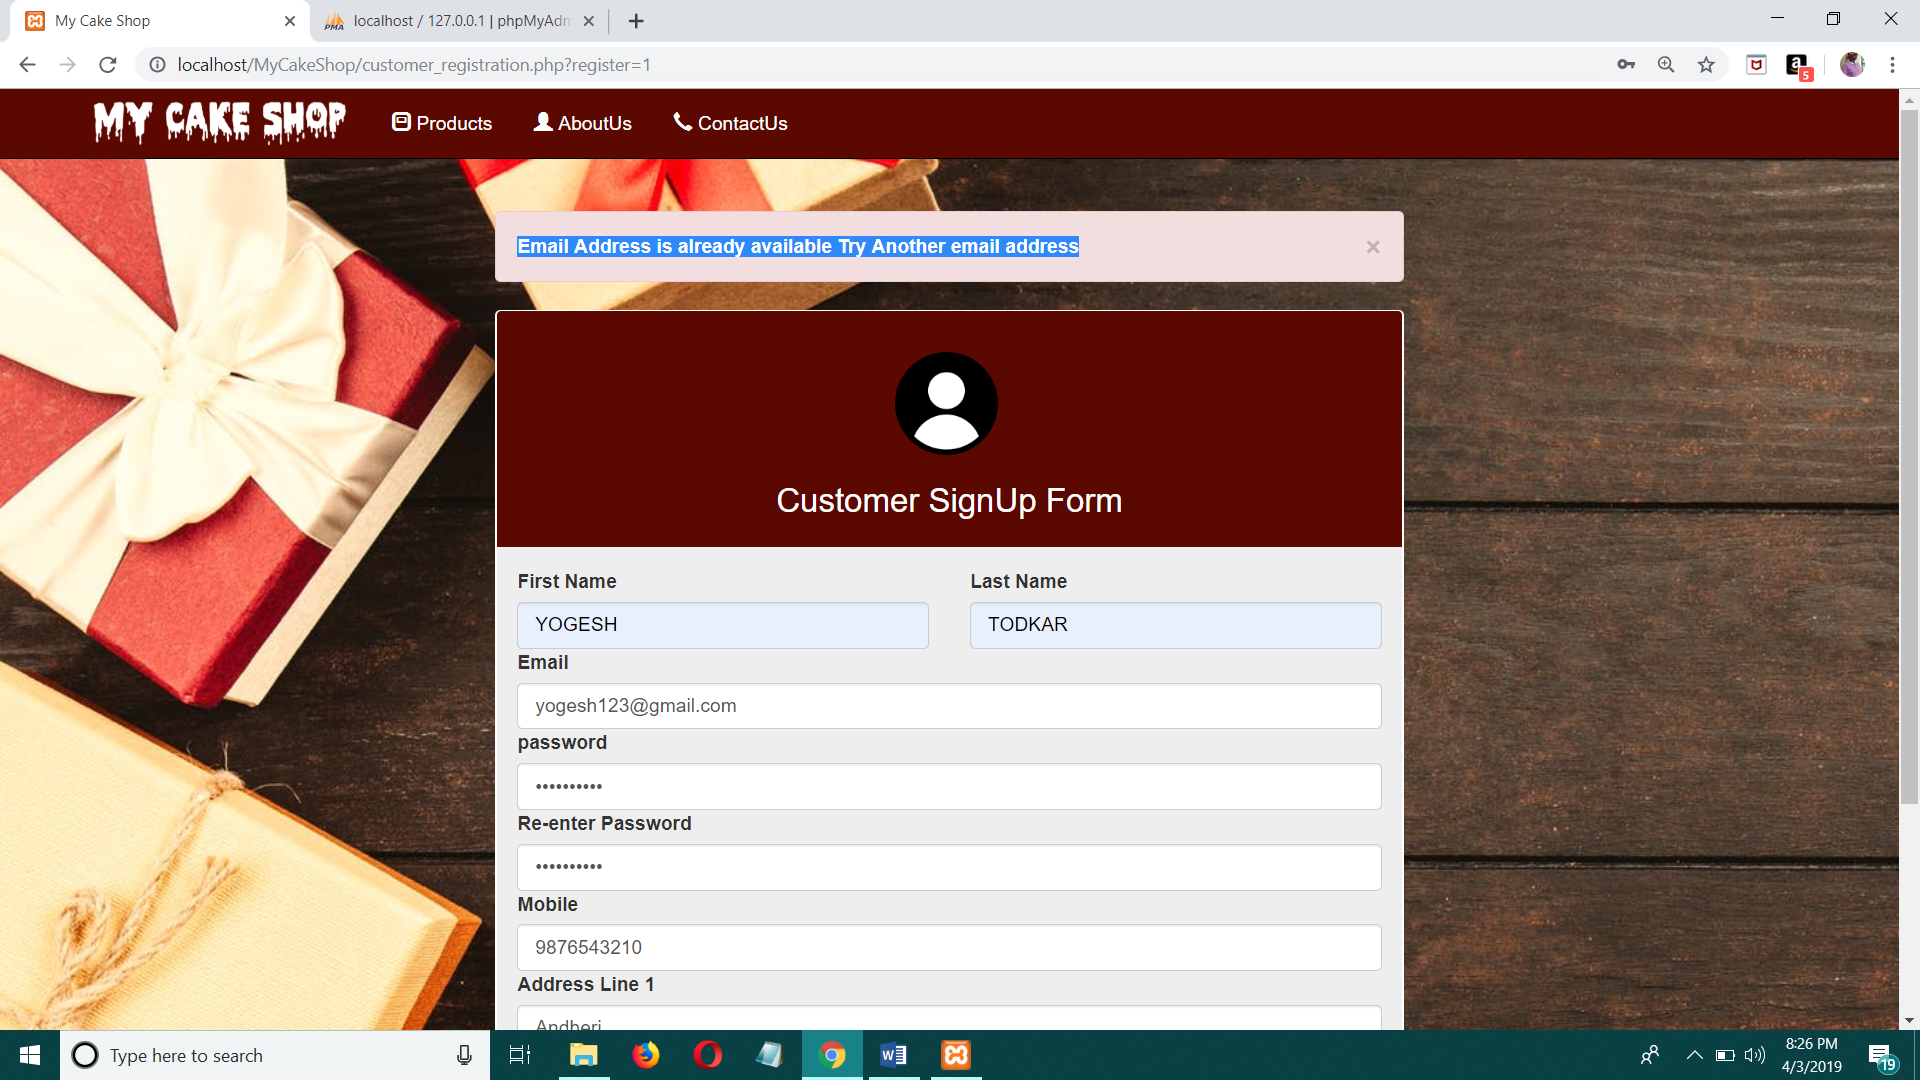 My Cake Shop
localhost / 127.0.0.1 | phpMyAdm
localhost/MyCakeShop/customer_registration.php?register=1
5
MY CAKE SHOP
Products
AboutUs
ContactUs
Email Address is already available Try Another email address
Customer SignUp Form
First Name
Last Name
YOGESH
TODKAR
Email
yogesh123@gmail.com
password
••••••••••
Re-enter Password
••••••••••
Mobile
9876543210
Address Line 1
Andheri
Type here to search
8:26 PM
4/3/2019
19